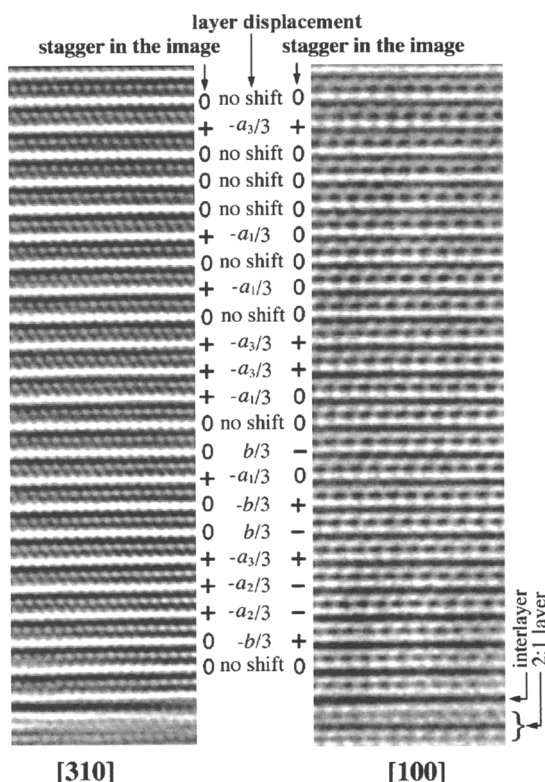 layer displacement
stagger in the image stagger in the image
0 no shift 0
+ -a₃/3 +
0 no shift 0
0 no shift 0
0 no shift 0
+ -a₁/3 0
0 no shift 0
+ -a₁/3 0
0 no shift 0
+ -a₃/3 +
+ -a₃/3 +
+ -a₁/3 0
0 no shift 0
0 b/3 −
+ -a₁/3 0
0 -b/3 +
0 b/3 −
+ -a₃/3 +
+ -a₂/3 −
+ -a₂/3 −
0 -b/3 +
0 no shift 0
interlayer
2:1 layer
[310] [100]